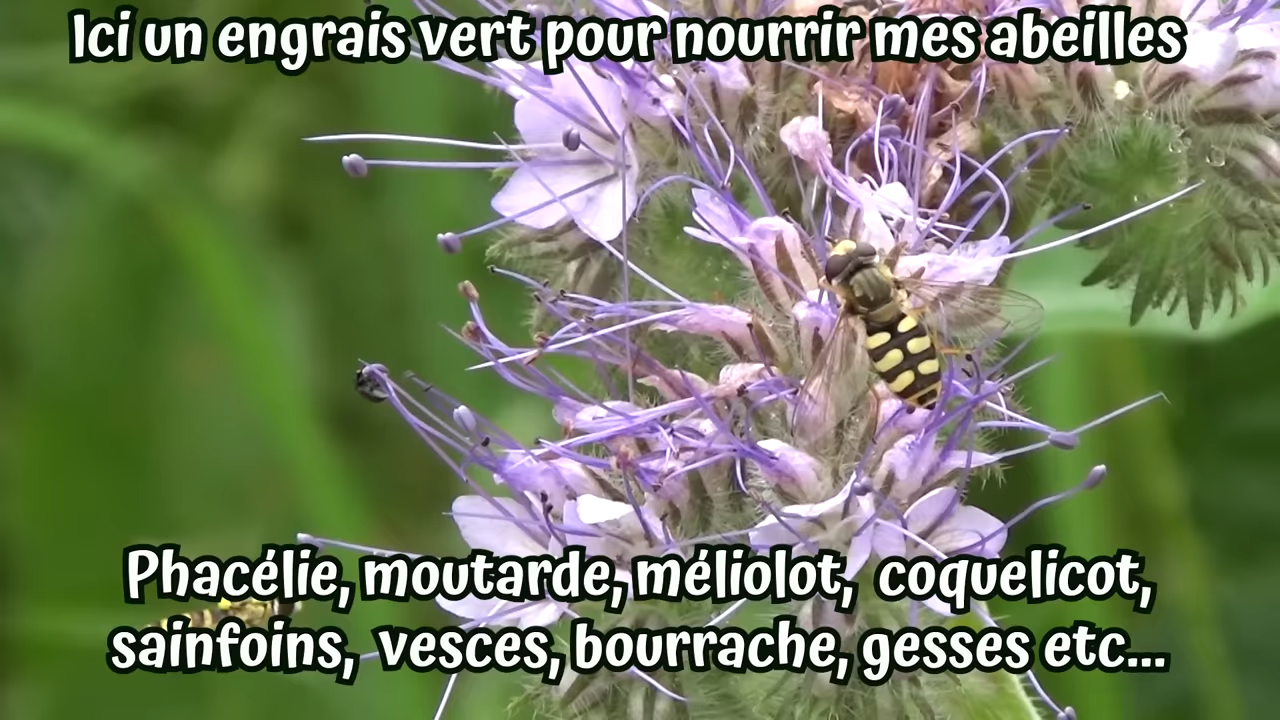 Ici un engrais vert pour nourrir mes abeilles
Phacélie, moutarde, méliolot, coquelicot,
sainfoins, vesces, bourrache, gesses etc...